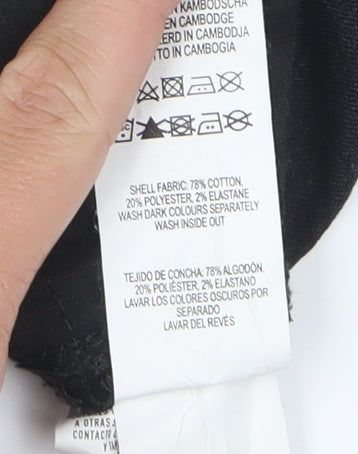 KAMBODSCHA
EN CAMBODGE
IN CAMBODJA
IN CAMBOGIA
SHELL FABRIC: 78% COTTON,
20% POLYESTER, 2% ELASTANE
WASH DARK COLOURS SEPARATELY
WASH INSIDE OUT
TEJIDO DE CONCHA: 78% ALGODÓN,
20% POLIÉSTER, 2% ELASTANO
LAVAR LOS COLORES OSCUROS POR
SEPARADO
LAVAR DEL REVÉS
A OTRAS
CONTACTO